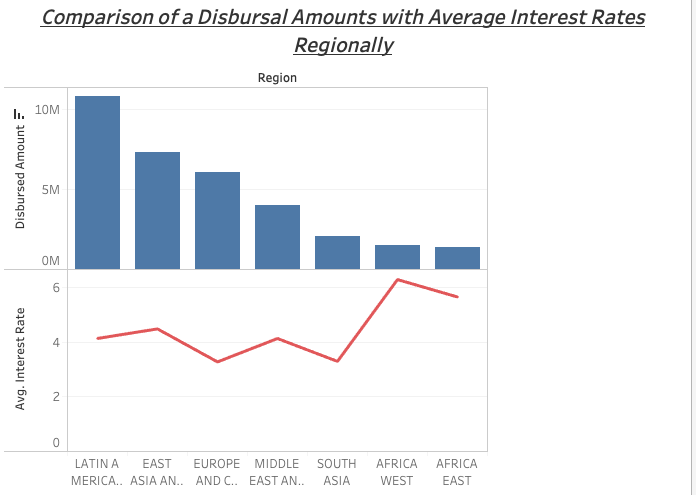 Comparison of a Disbursal Amounts with Average Interest Rates
Regionally
Region
Disbursed Amount
10M
5M
0M
Avg. Interest Rate
6
4
2
0
LATIN A
MERICA..
EAST
ASIA AN..
EUROPE
AND C..
MIDDLE
EAST AN..
SOUTH
ASIA
AFRICA
WEST
AFRICA
EAST